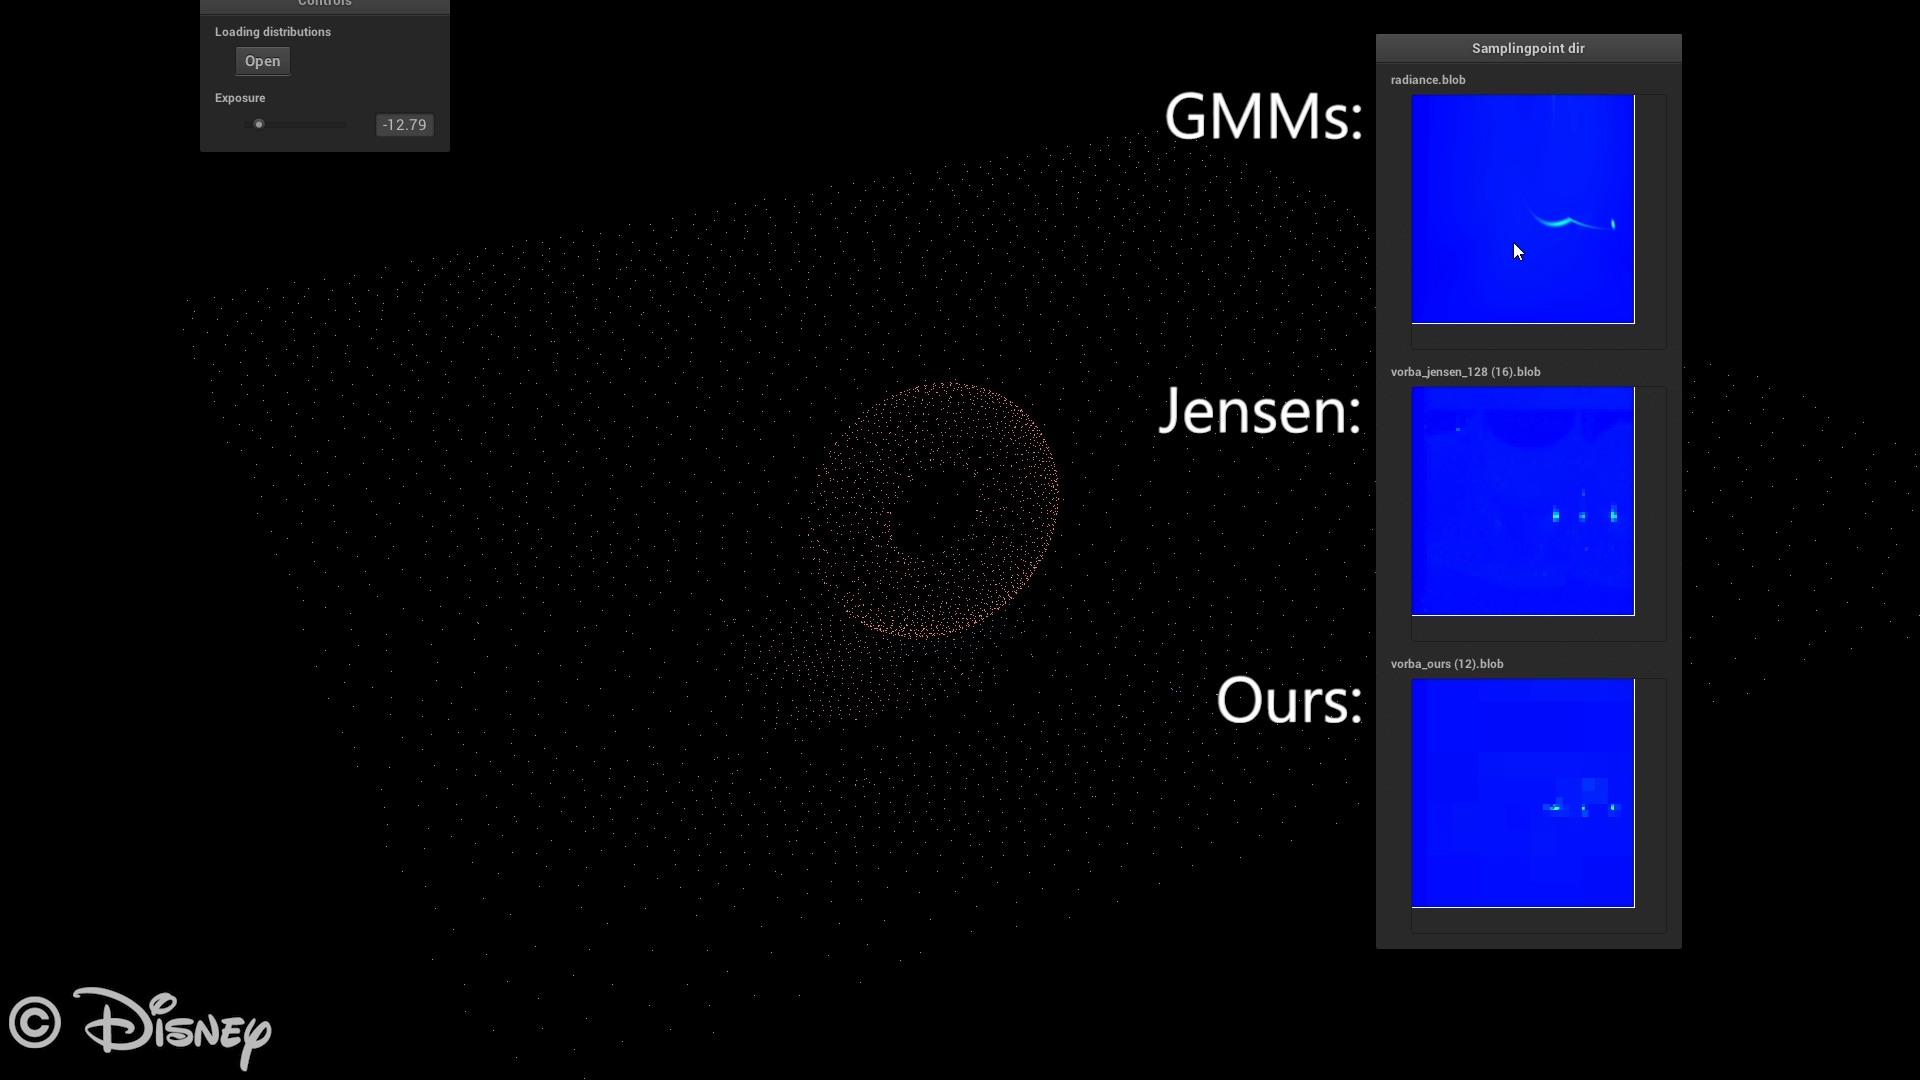 Controls
Loading distributions
Open
Exposure
-12.79
Samplingpoint dir
radiance.blob
GMMs:
vorba_jensen_128 (16).blob
Jensen:
vorba_ours (12).blob
Ours:
© Disney